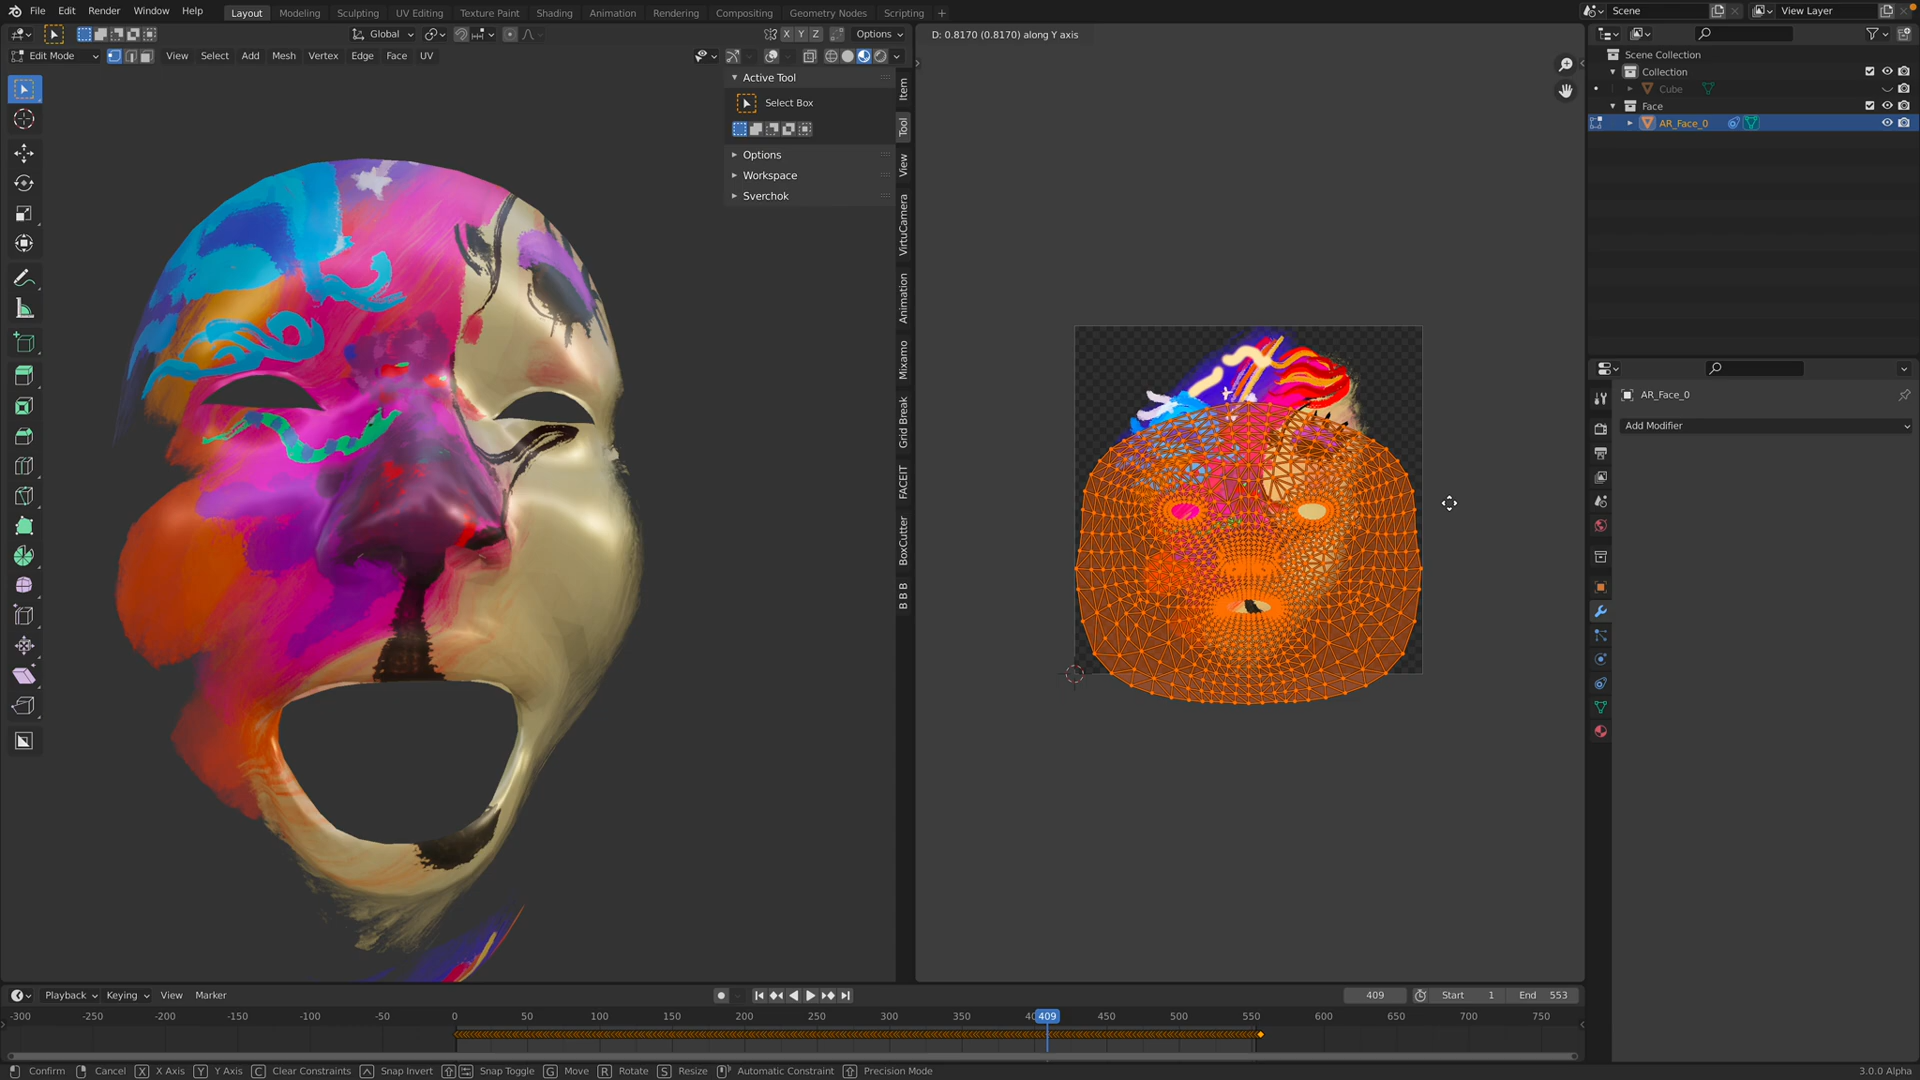 File Edit Render Window Help Layout Modeling Sculpting UV Editing Texture Paint Shading Animation Rendering Compositing Geometry Nodes Scripting + Scene View Layer
Global X Y Z Options D: 0.8170 (0.8170) along Y axis
Edit Mode View Select Add Mesh Vertex Edge Face UV
Scene Collection
Collection
Cube
Face
AR_Face_0
Active Tool
Select Box
Options
Workspace
Sverchok
Item
Tool
View
VirtuCamera
Animation
Mixamo
Grid Break
FACEIT
BoxCutter
B B B
AR_Face_0
Add Modifier
Playback Keying View Marker 409 Start 1 End 553
-300 -250 -200 -150 -100 -50 0 50 100 150 200 250 300 350 409 450 500 550 600 650 700 750
Confirm Cancel X X Axis Y Y Axis C Clear Constraints Snap Invert Snap Toggle G Move R Rotate S Resize Automatic Constraint Precision Mode 3.0.0 Alpha